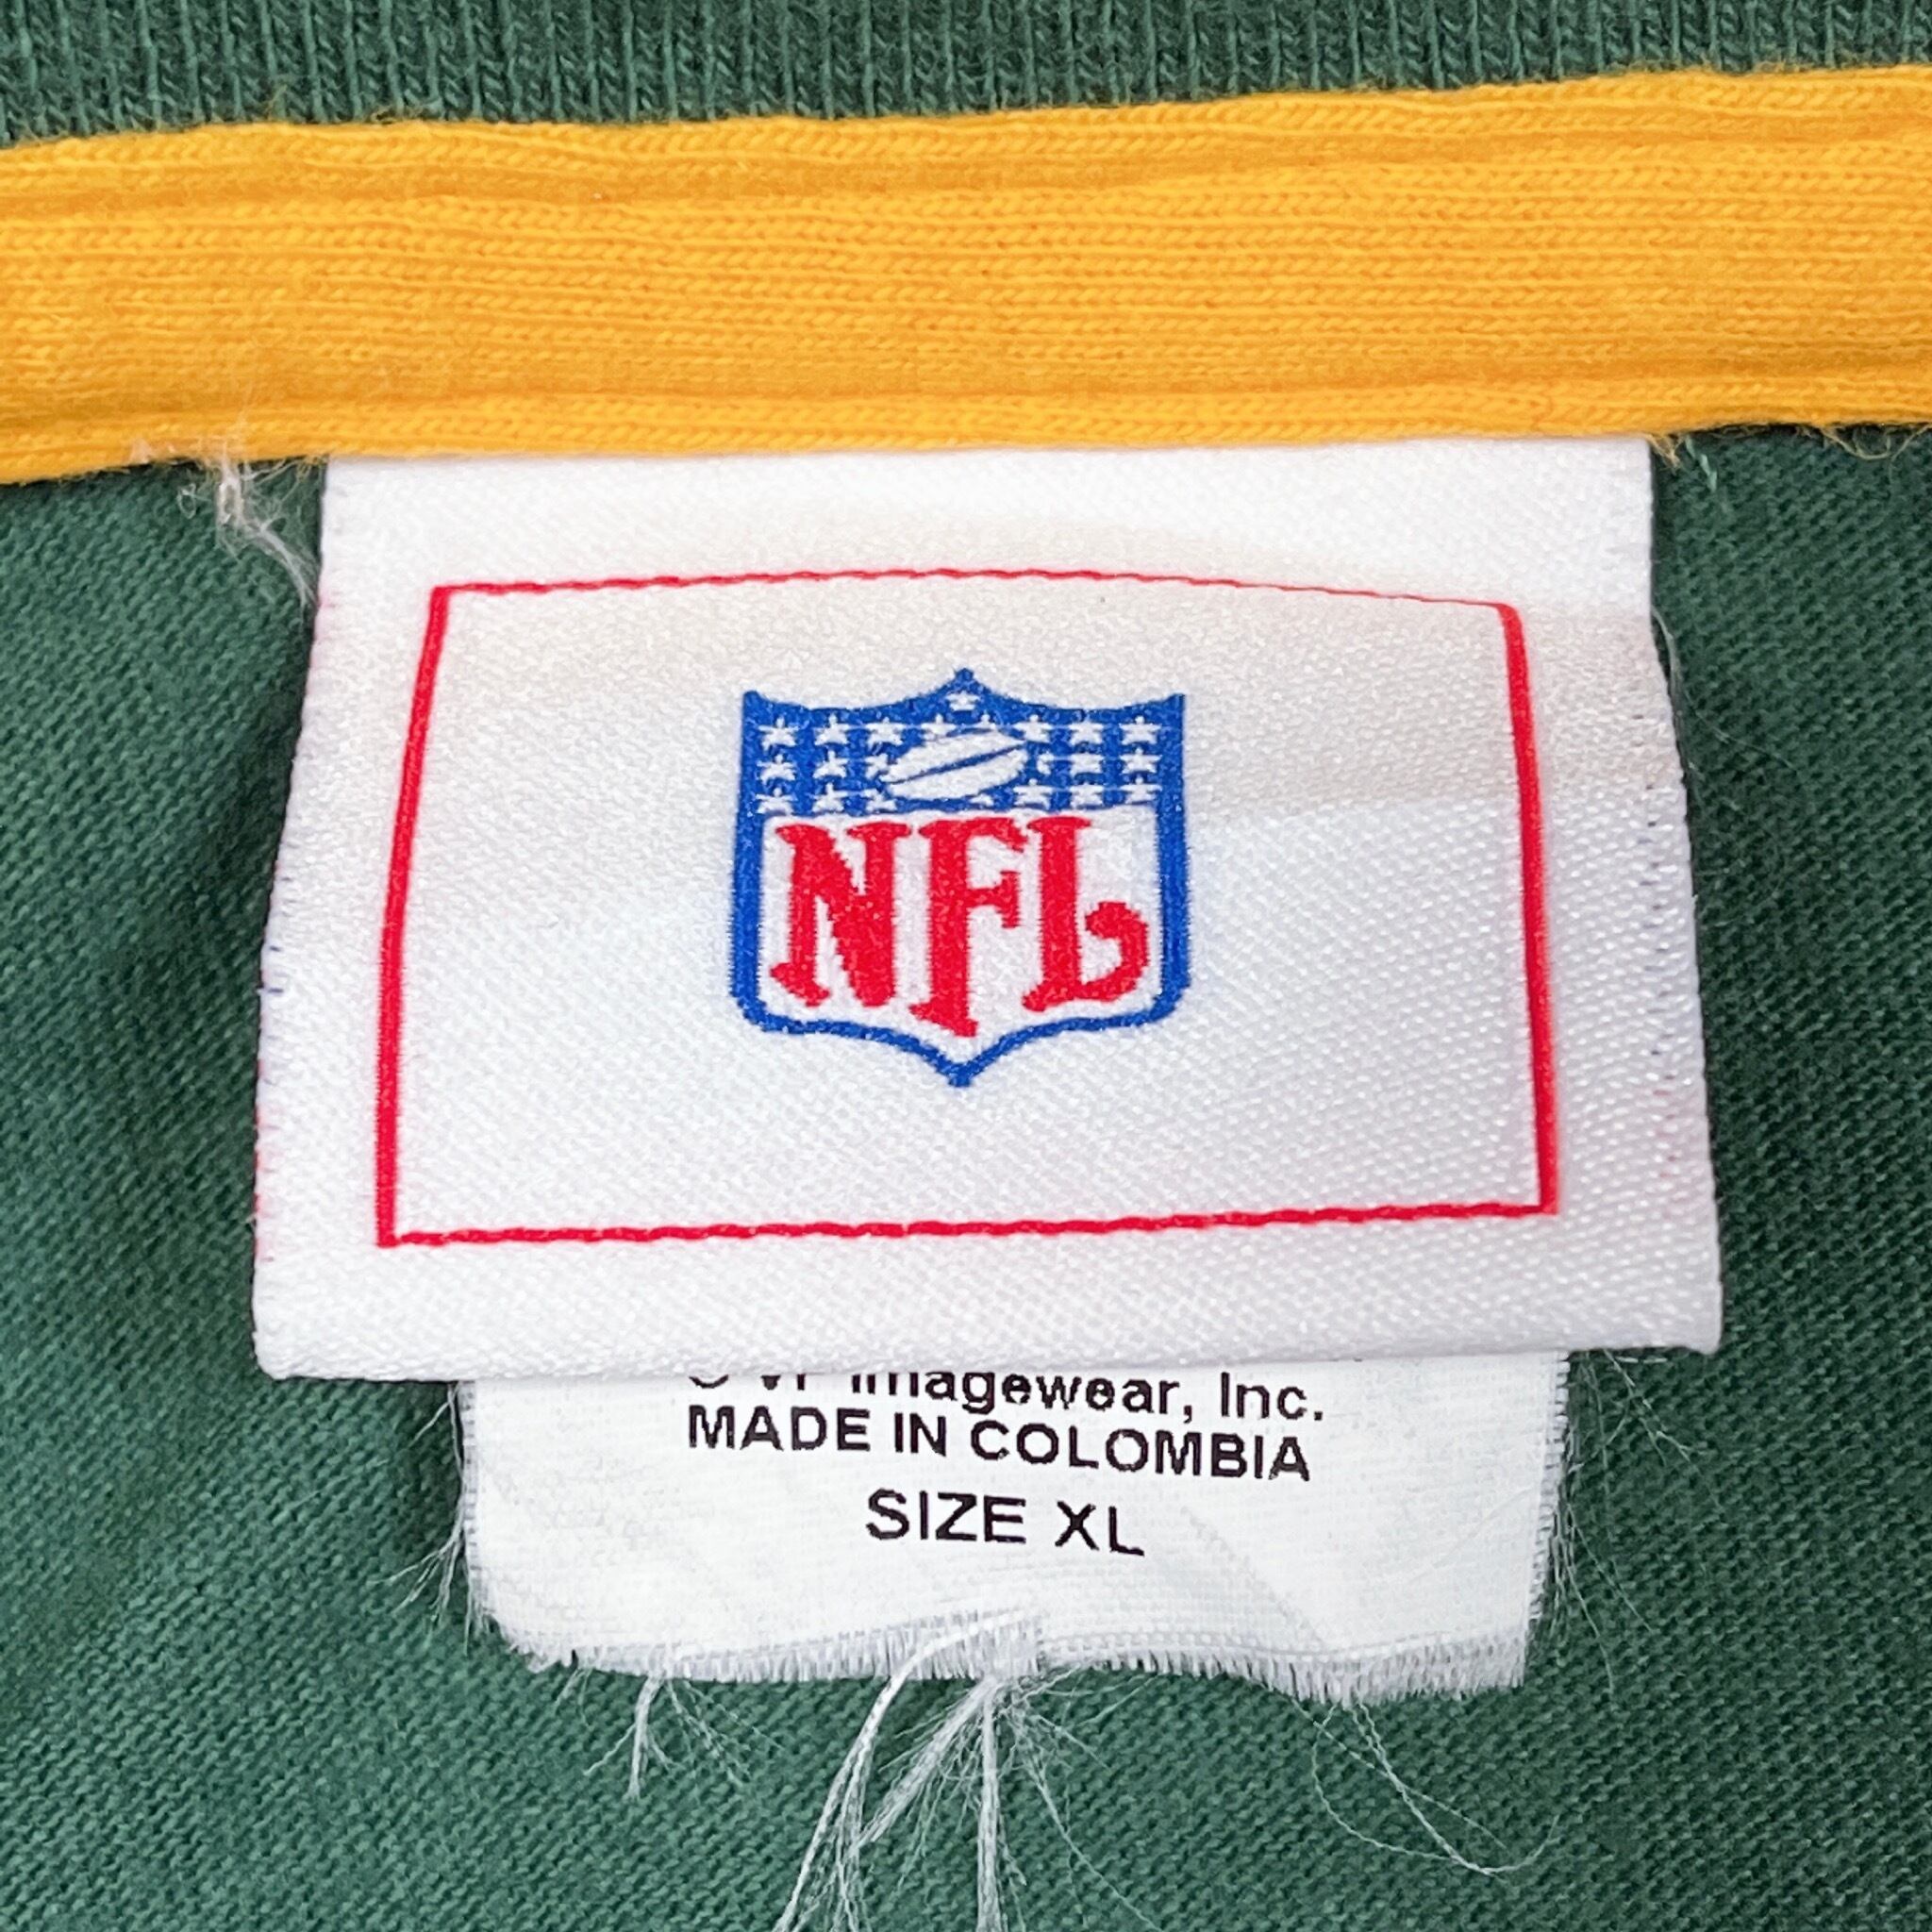 NFL
Imagewear, Inc.
MADE IN COLOMBIA
SIZE XL